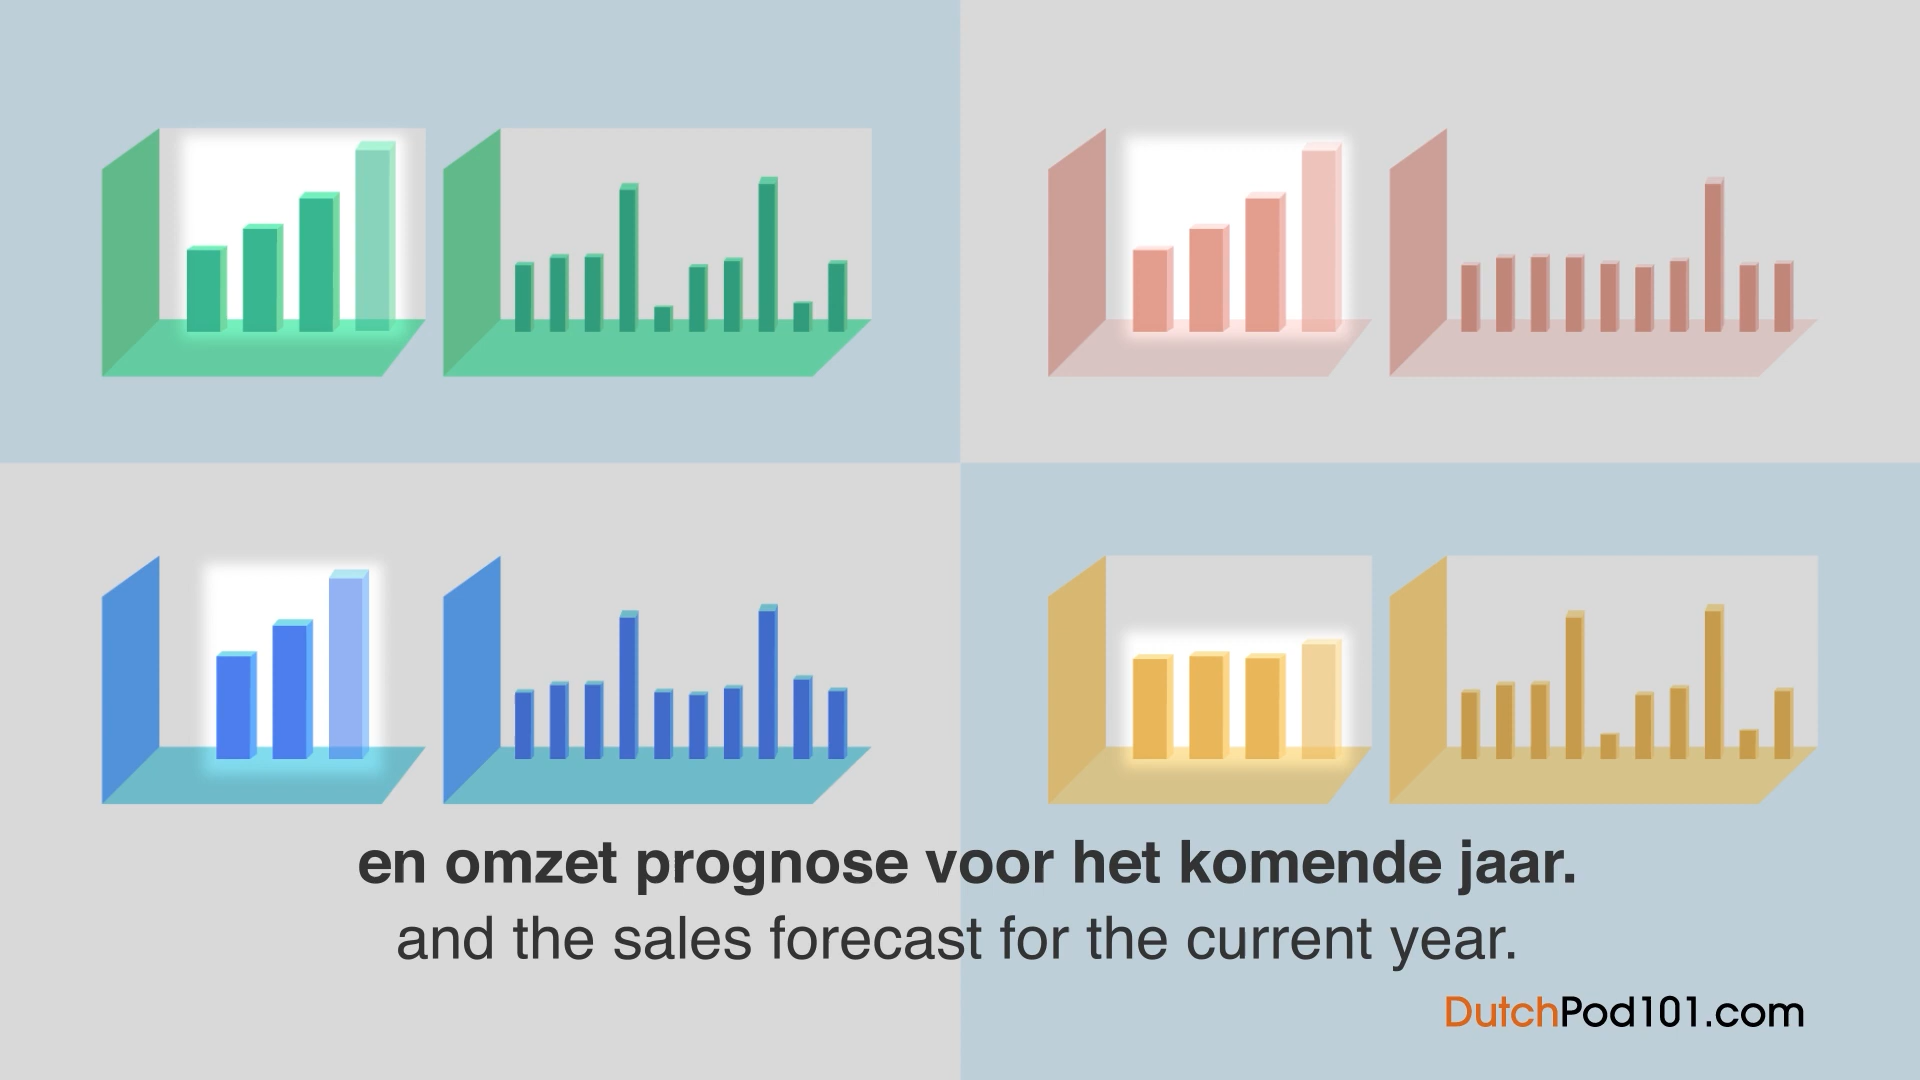 en omzet prognose voor het komende jaar.
and the sales forecast for the current year.
DutchPod101.com